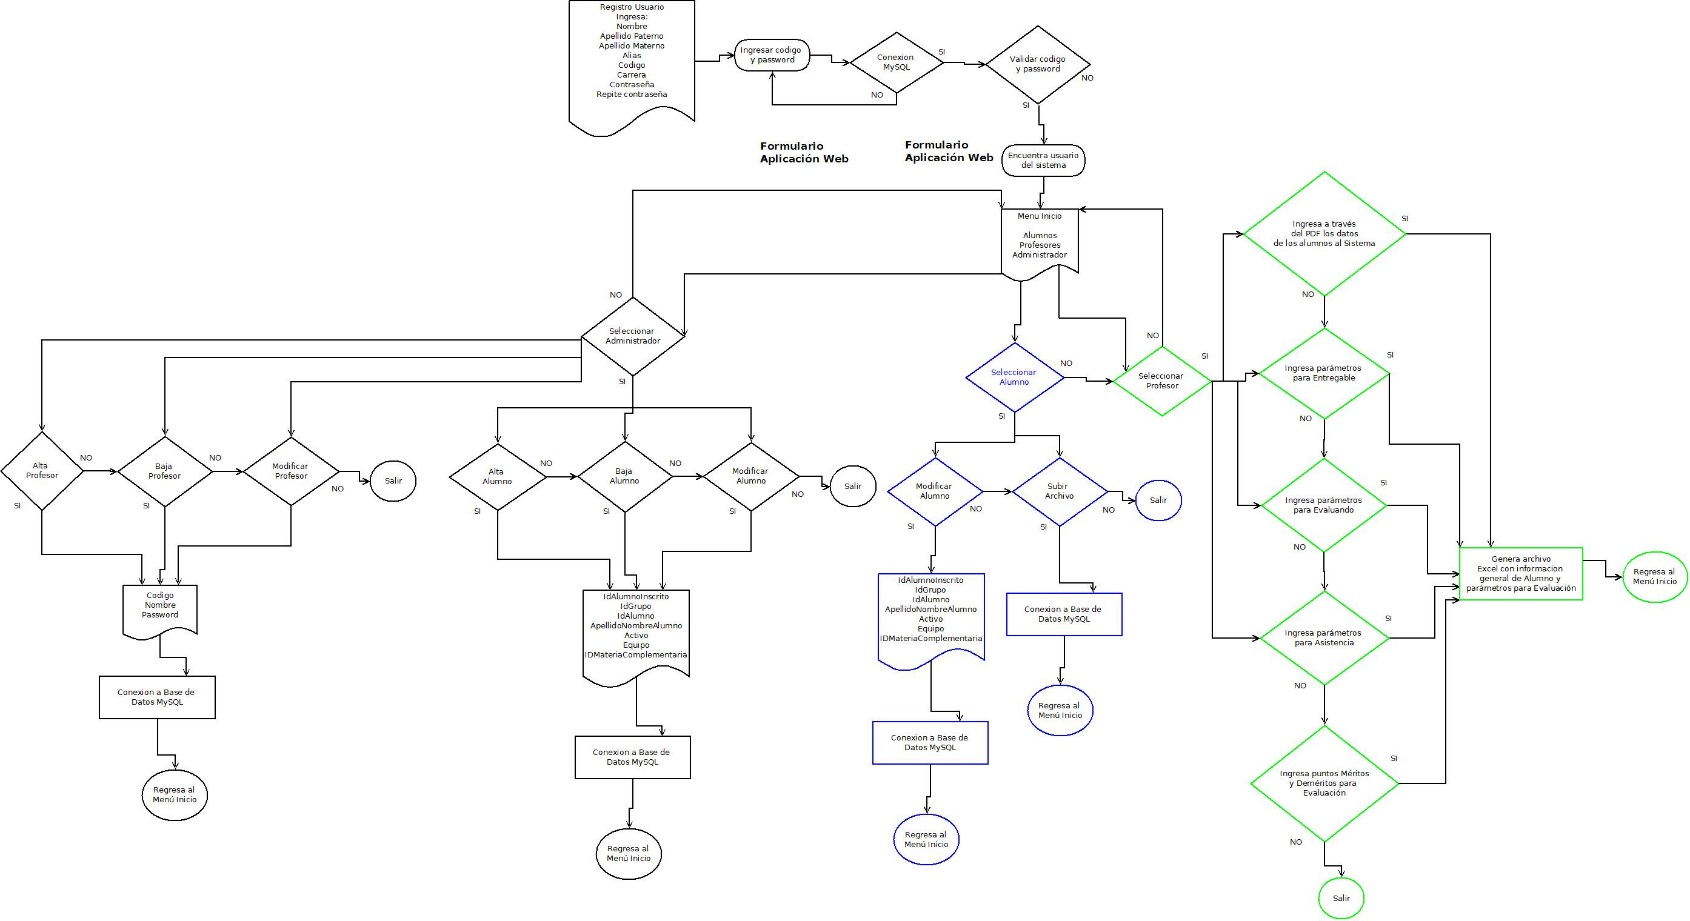 Registro Usuario
Ingresa:
Nombre
Apellido Paterno
Apellido Materno
Alias
Codigo
Carrera
Contraseña
Repite contraseña
Ingresar codigo
y password
Conexion
MySQL
SI
NO
Validar codigo
y password
NO
SI
Formulario
Aplicación Web
Formulario
Aplicación Web
Encuentra usuario
del sistema
Menu Inicio
Alumnos
Profesores
Administrador
NO
Seleccionar
Administrador
SI
Alta
Profesor
NO
SI
Baja
Profesor
NO
SI
Modificar
Profesor
NO
Salir
Codigo
Nombre
Password
Conexion a Base de
Datos MySQL
Regresa al
Menú Inicio
Alta
Alumno
NO
SI
Baja
Alumno
NO
SI
Modificar
Alumno
NO
SI
Salir
IdAlumnoInscrito
IdGrupo
IdAlumno
ApellidoNombreAlumno
Activo
Equipo
IDMateriaComplementaria
Conexion a Base de
Datos MySQL
Regresa al
Menú Inicio
Seleccionar
Alumno
NO
SI
Modificar
Alumno
NO
SI
Subir
Archivo
NO
SI
Salir
IdAlumnoInscrito
IdGrupo
IdAlumno
ApellidoNombreAlumno
Activo
Equipo
IDMateriaComplementaria
Conexion a Base de
Datos MySQL
Regresa al
Menú Inicio
Conexion a Base de
Datos MySQL
Regresa al
Menú Inicio
NO
Seleccionar
Profesor
SI
Ingresa a través
del PDF los datos
de los alumnos al Sistema
SI
NO
Ingresa parámetros
para Entregable
SI
NO
Ingresa parámetros
para Evaluando
SI
NO
Ingresa parámetros
para Asistencia
SI
NO
Ingresa puntos Méritos
y Deméritos para
Evaluación
SI
NO
Salir
Genera archivo
Excel con informacion
general de Alumno y
parámetros para Evaluación
Regresa al
Menú Inicio